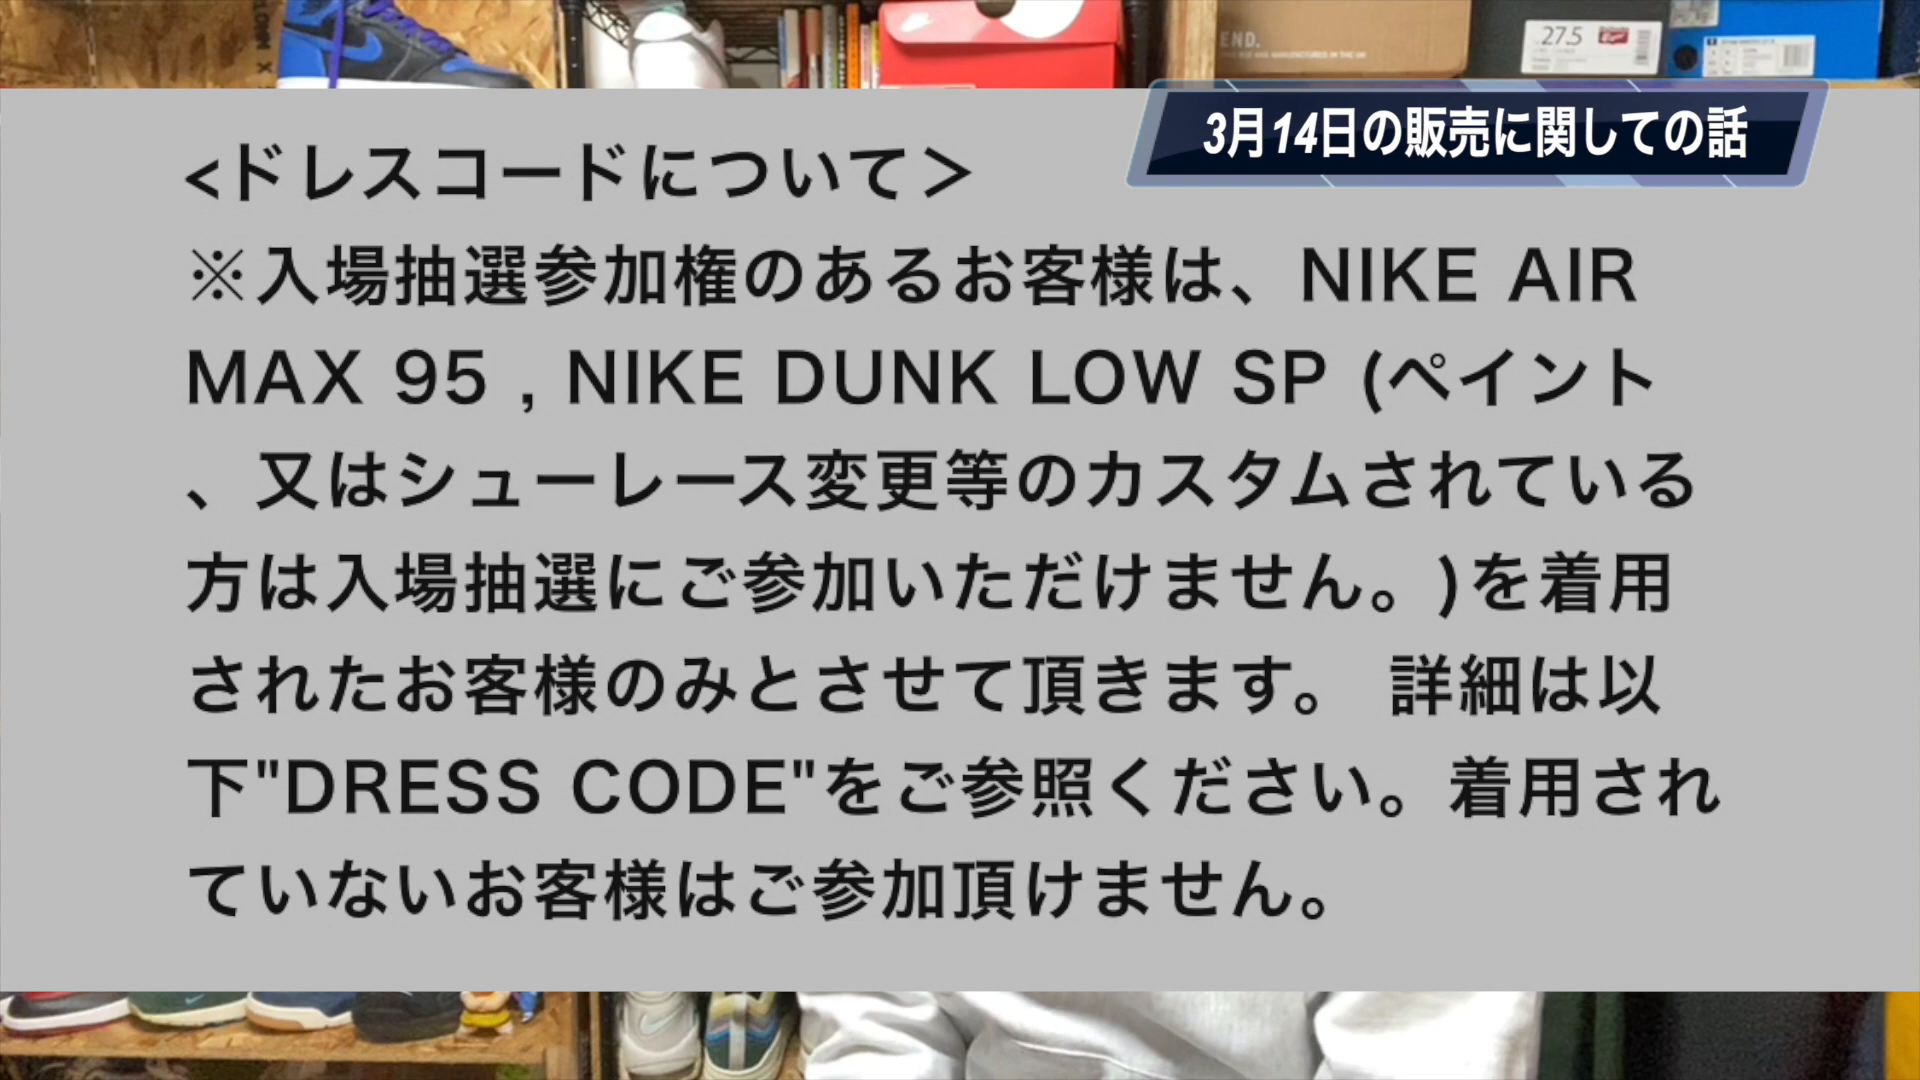 END.
27.5
3月14日の販売に関しての話
<ドレスコードについて＞
※入場抽選参加権のあるお客様は、NIKE AIR
MAX 95 , NIKE DUNK LOW SP (ペイント
、又はシューレース変更等のカスタムされている
方は入場抽選にご参加いただけません。)を着用
されたお客様のみとさせて頂きます。 詳細は以
下"DRESS CODE"をご参照ください。着用され
ていないお客様はご参加頂けません。